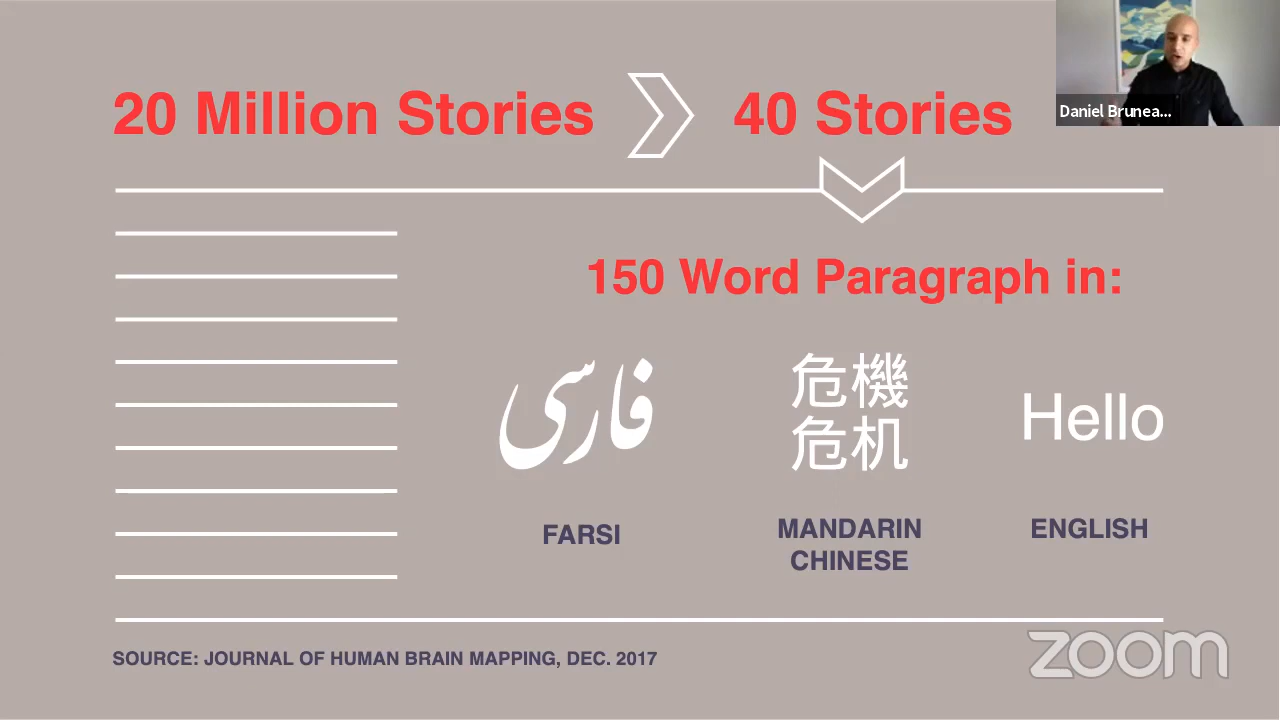 20 Million Stories
40 Stories
Daniel Brunea...
150 Word Paragraph in:
فارسی
危機
危机
Hello
FARSI
MANDARIN
CHINESE
ENGLISH
SOURCE: JOURNAL OF HUMAN BRAIN MAPPING, DEC. 2017
zoom